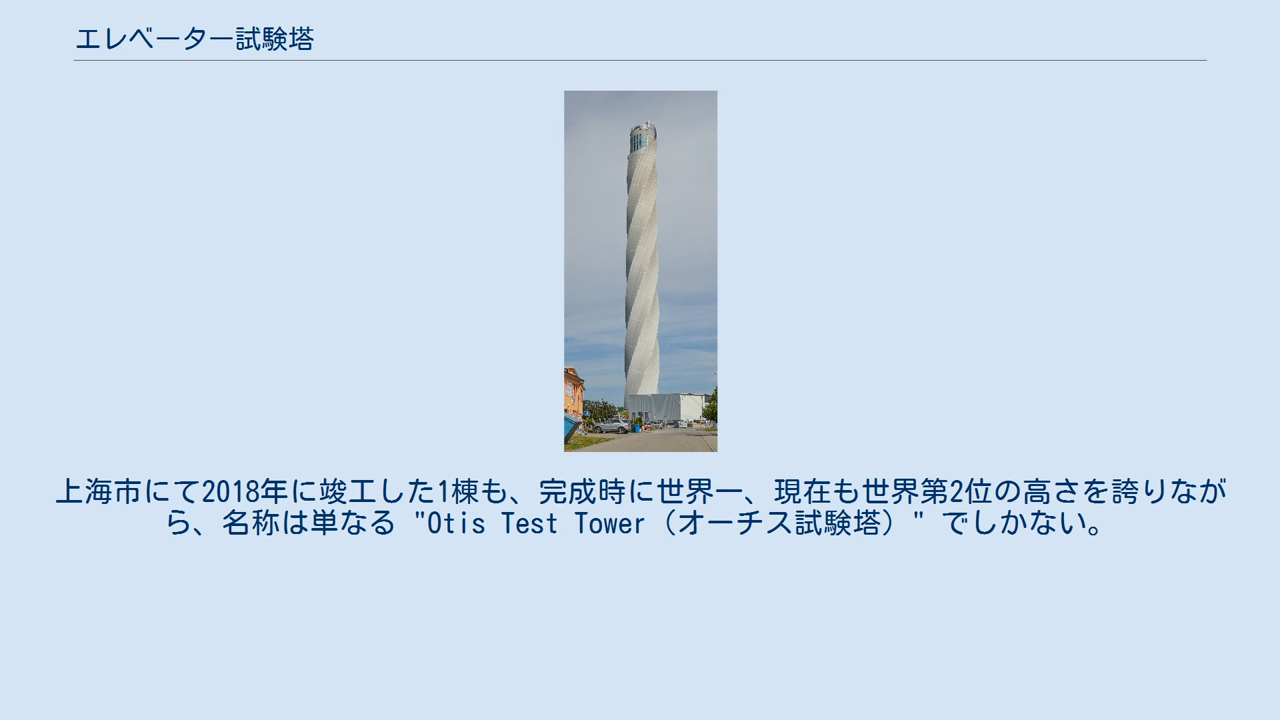 エレベーター試験塔
上海市にて2018年に竣工した1棟も、完成時に世界一、現在も世界第2位の高さを誇りなが
ら、名称は単なる "Otis Test Tower（オーチス試験塔）" でしかない。